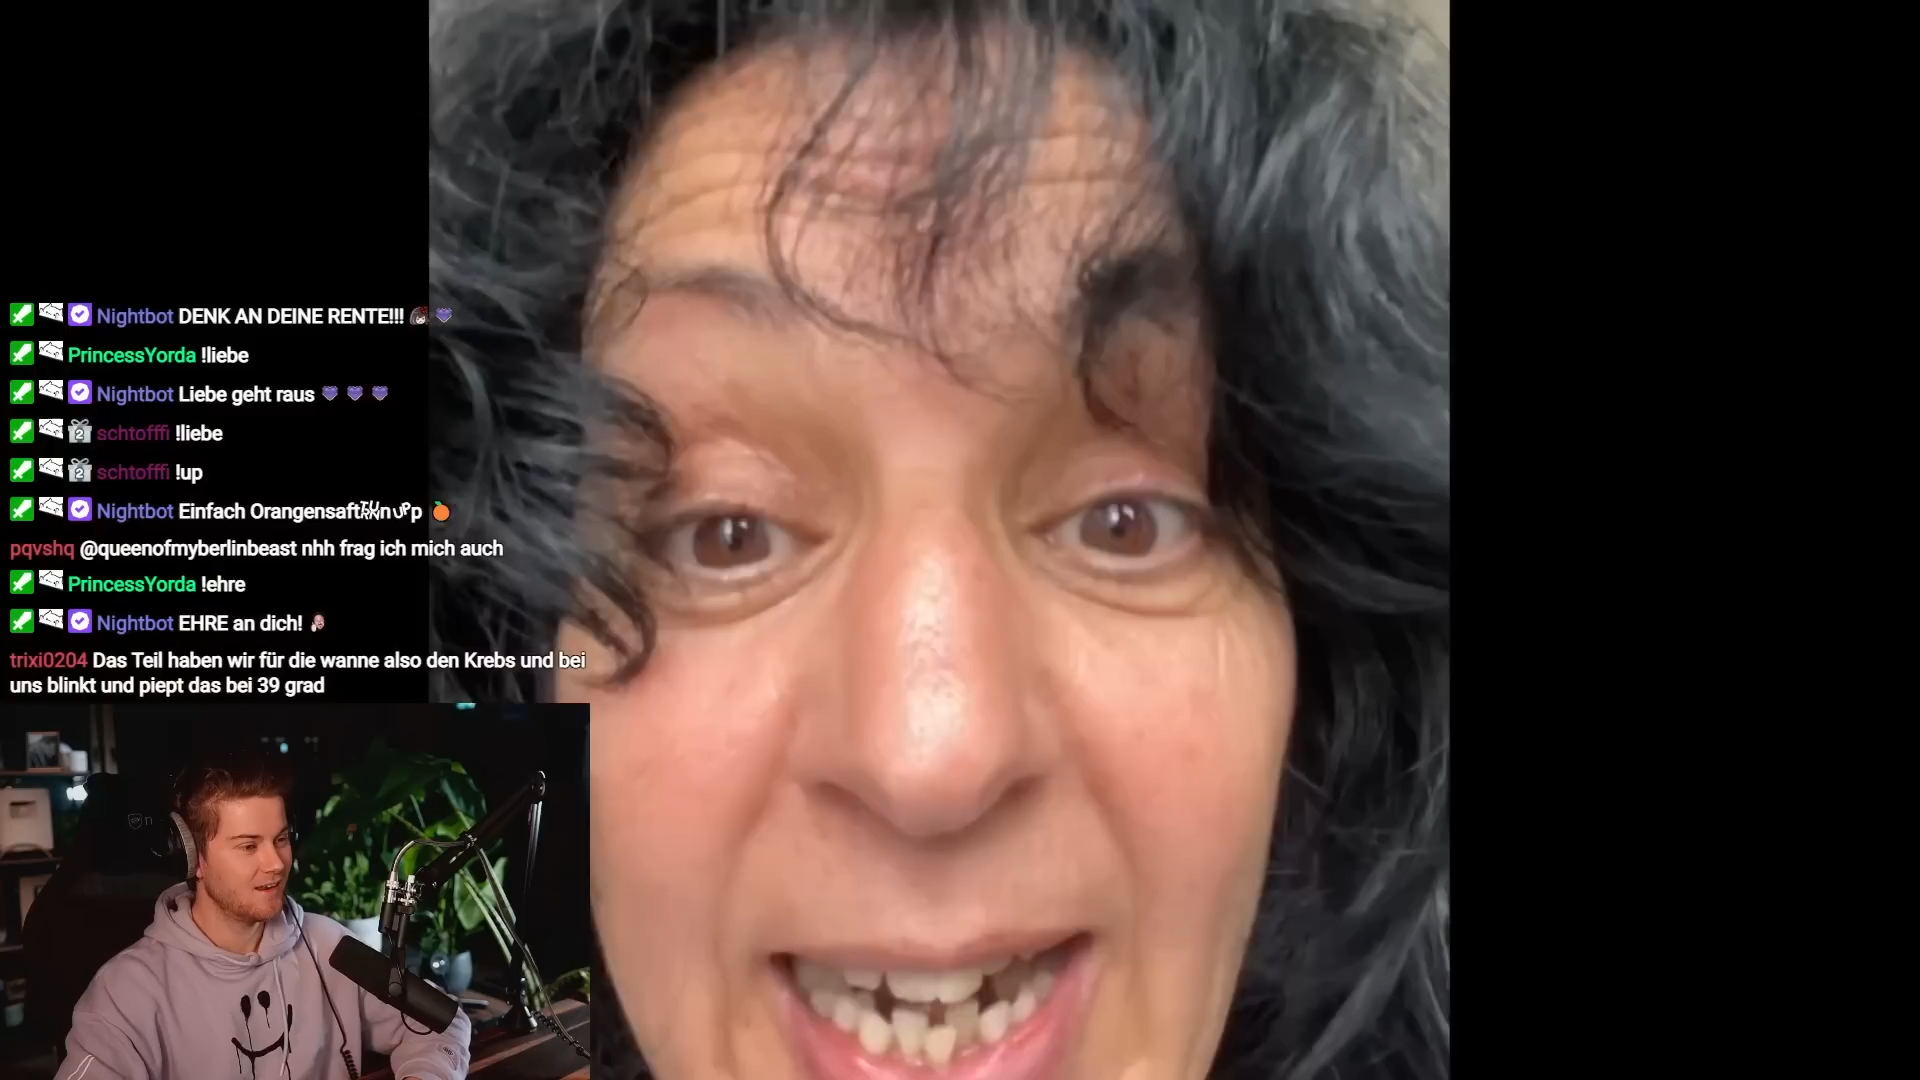 Nightbot DENK AN DEINE RENTE!!!
PrincessYorda !liebe
Nightbot Liebe geht raus
schtofffi !liebe
schtofffi !up
Nightbot Einfach Orangensaft
pqvshq @queenofmyberlinbeast nhh frag ich mich auch
PrincessYorda !ehre
Nightbot EHRE an dich!
trixi0204 Das Teil haben wir für die wanne also den Krebs und bei
uns blinkt und piept das bei 39 grad